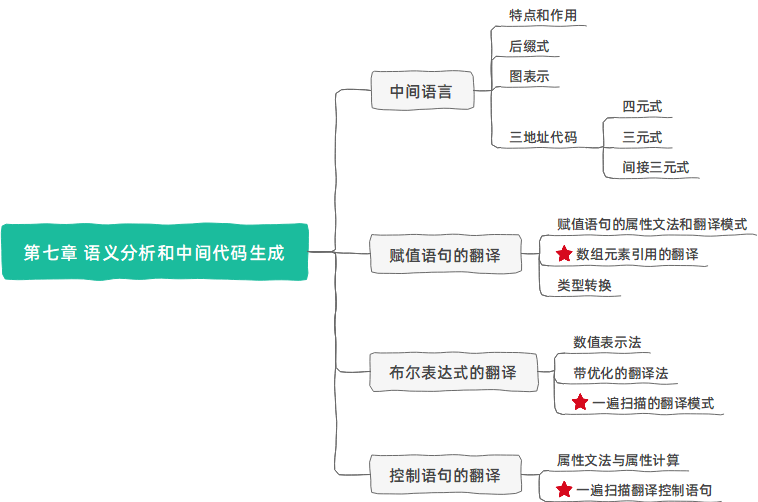 第七章 语义分析和中间代码生成
中间语言
特点和作用
后缀式
图表示
三地址代码
四元式
三元式
间接三元式
赋值语句的翻译
赋值语句的属性文法和翻译模式
数组元素引用的翻译
类型转换
布尔表达式的翻译
数值表示法
带优化的翻译法
一遍扫描的翻译模式
控制语句的翻译
属性文法与属性计算
一遍扫描翻译控制语句